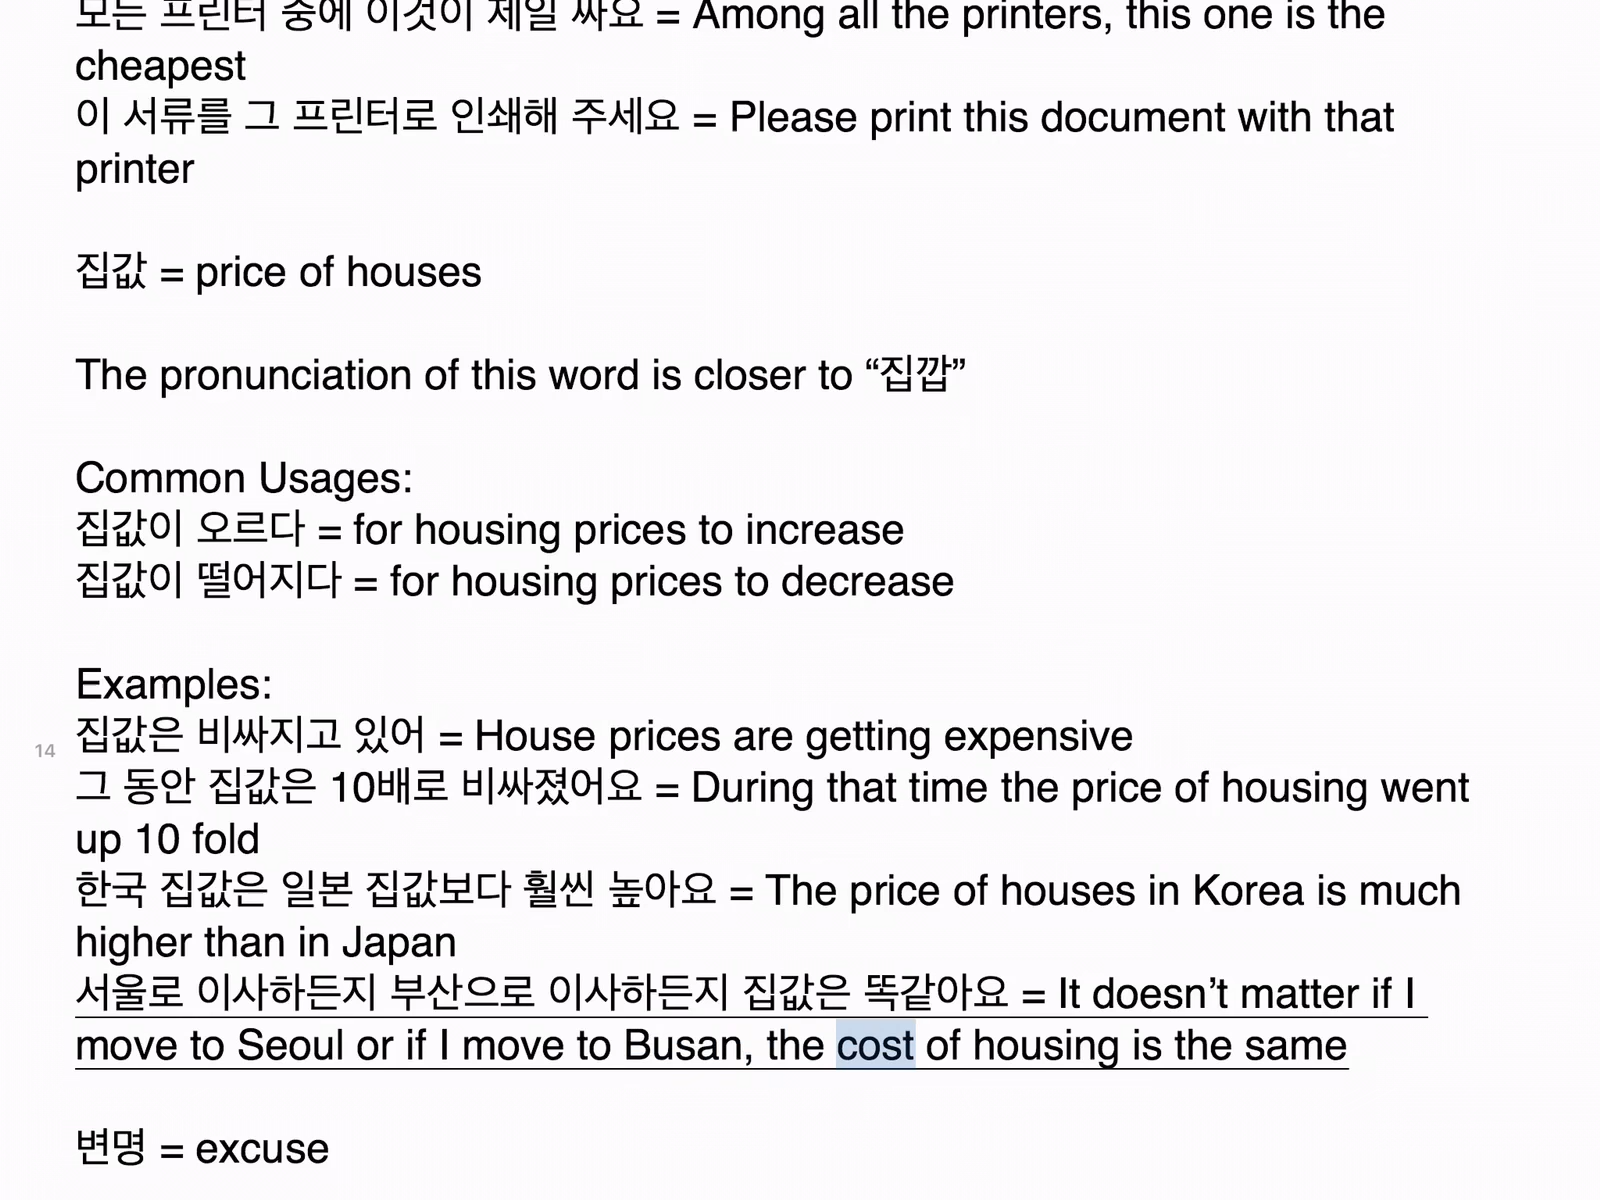 모든 프린터 중에 이것이 제일 싸요 = Among all the printers, this one is the
cheapest
이 서류를 그 프린터로 인쇄해 주세요 = Please print this document with that
printer
집값 = price of houses
The pronunciation of this word is closer to “집깝”
Common Usages:
집값이 오르다 = for housing prices to increase
집값이 떨어지다 = for housing prices to decrease
Examples:
집값은 비싸지고 있어 = House prices are getting expensive
14
그 동안 집값은 10배로 비싸졌어요 = During that time the price of housing went
up 10 fold
한국 집값은 일본 집값보다 훨씬 높아요 = The price of houses in Korea is much
higher than in Japan
서울로 이사하든지 부산으로 이사하든지 집값은 똑같아요 = It doesn’t matter if I
move to Seoul or if I move to Busan, the cost of housing is the same
변명 = excuse